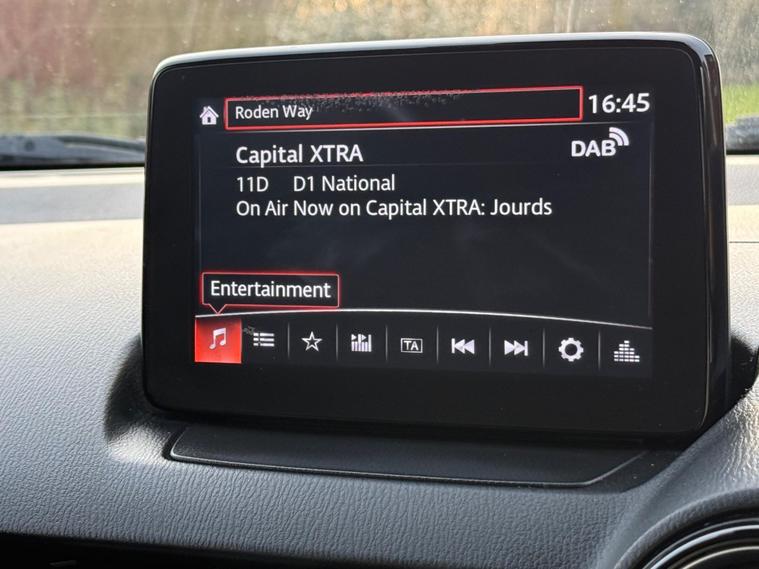 Roden Way
16:45
Capital XTRA
DAB
11D D1 National
On Air Now on Capital XTRA: Jourds
Entertainment
TA